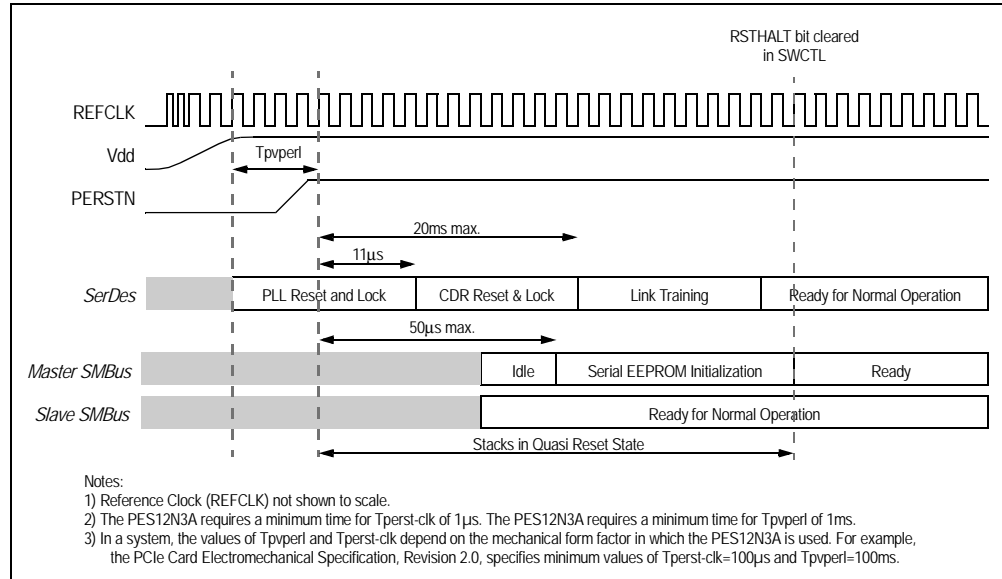 RSTHALT bit cleared
in SWCTL
REFCLK
Vdd
Tpvperl
PERSTN
20ms max.
11μs
SerDes
PLL Reset and Lock
CDR Reset & Lock
Link Training
Ready for Normal Operation
50μs max.
Master SMBus
Idle
Serial EEPROM Initialization
Ready
Slave SMBus
Ready for Normal Operation
Stacks in Quasi Reset State
Notes:
1) Reference Clock (REFCLK) not shown to scale.
2) The PES12N3A requires a minimum time for Tperst-clk of 1μs. The PES12N3A requires a minimum time for Tpvperl of 1ms.
3) In a system, the values of Tpvperl and Tperst-clk depend on the mechanical form factor in which the PES12N3A is used. For example,
the PCIe Card Electromechanical Specification, Revision 2.0, specifies minimum values of Tperst-clk=100μs and Tpvperl=100ms.